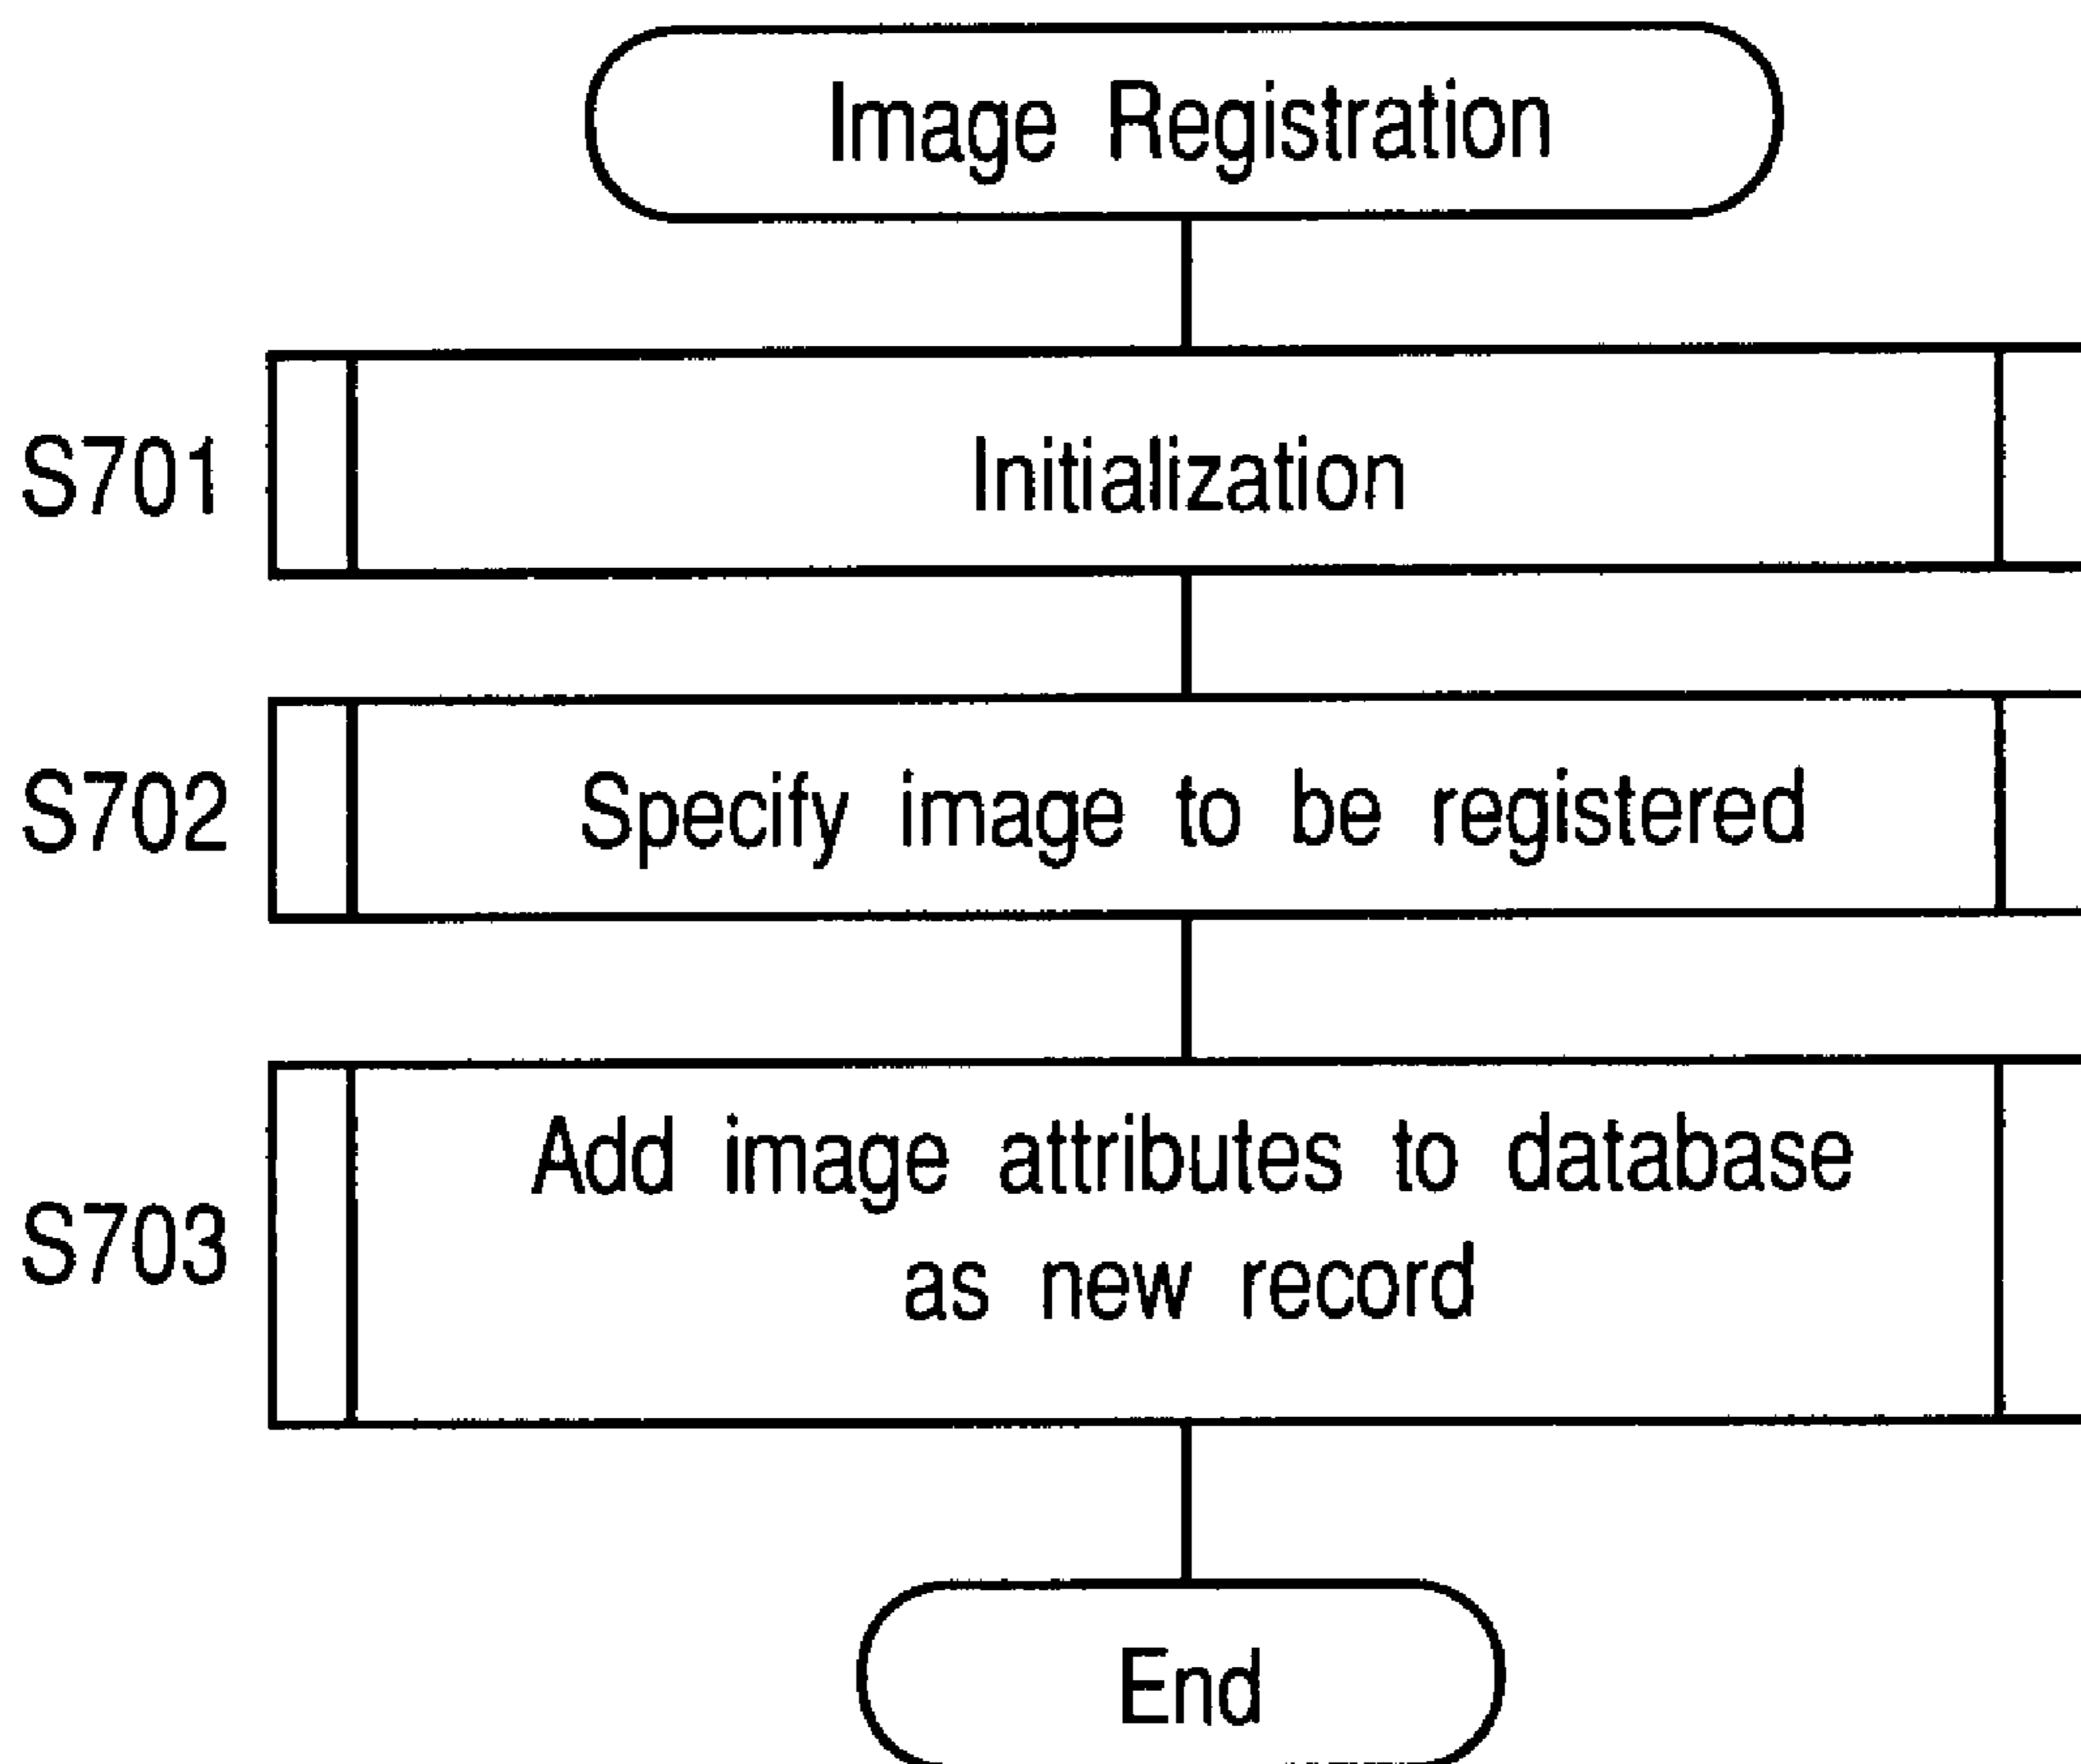 Image Registration
S701
Initialization
S702
Specify image to be registered
S703
Add image attributes to database
as new record
End